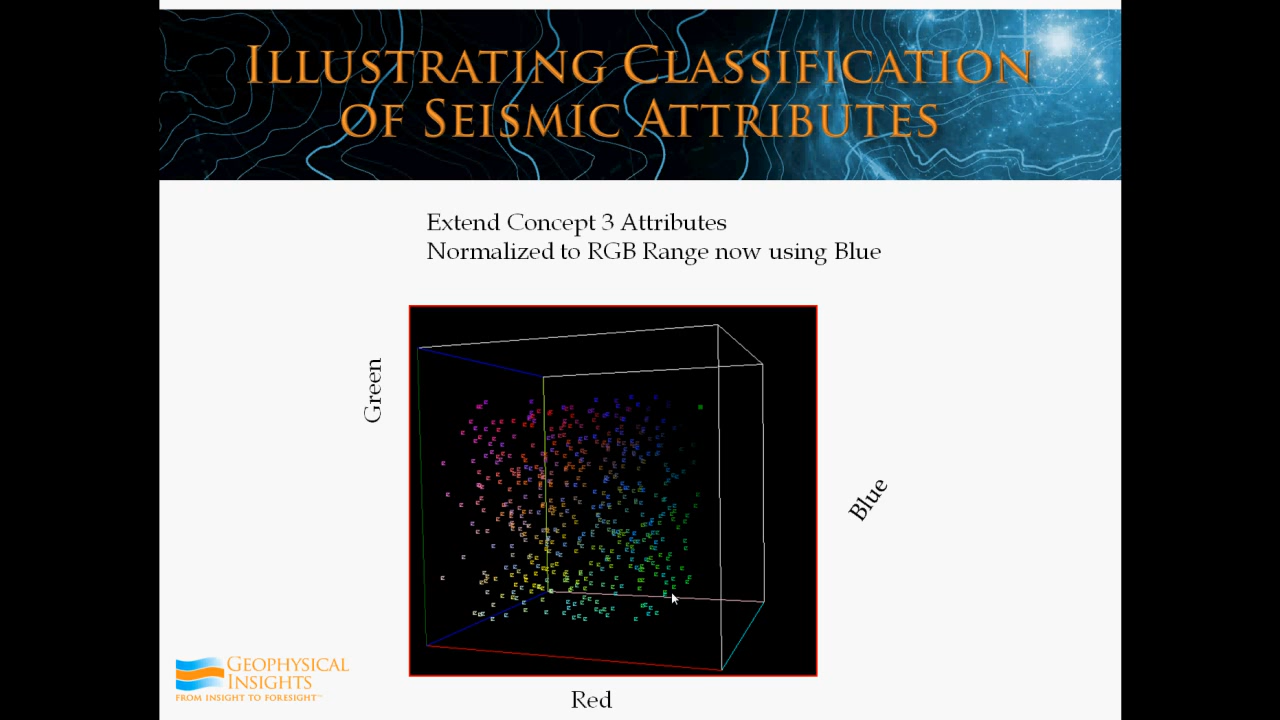 ILLUSTRATING CLASSIFICATION
OF SEISMIC ATTRIBUTES
Extend Concept 3 Attributes
Normalized to RGB Range now using Blue
Green
Blue
Red
GEOPHYSICAL
INSIGHTS
FROM INSIGHT TO FORESIGHT™